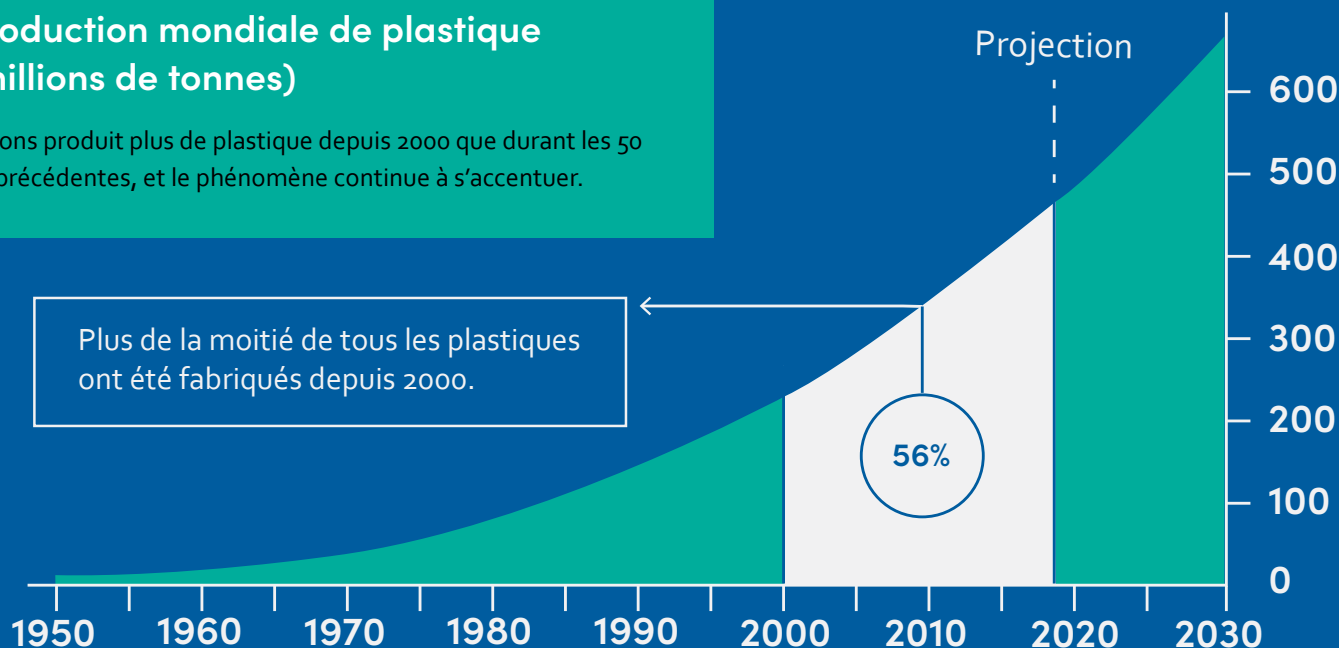 oduction mondiale de plastique
illions de tonnes)
ons produit plus de plastique depuis 2000 que durant les 50
précédentes, et le phénomène continue à s'accentuer.
Projection
Plus de la moitié de tous les plastiques
ont été fabriqués depuis 2000.
56%
600
500
400
300
200
100
0
1950 1960 1970 1980 1990 2000 2010 2020 2030